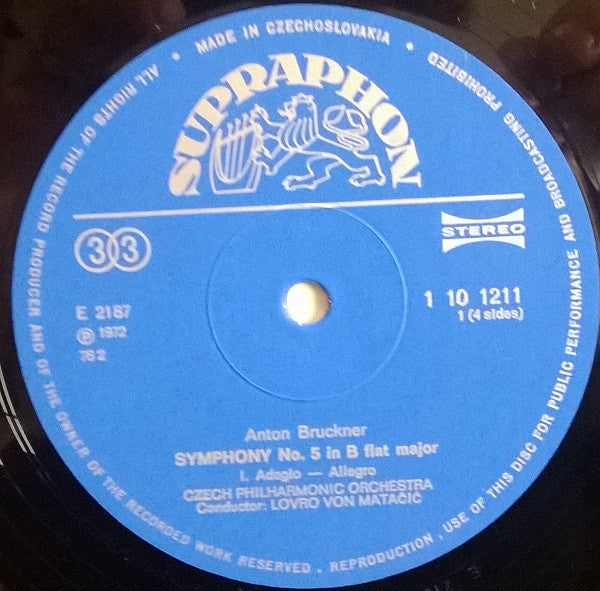 MADE IN CZECHOSLOVAKIA
SUPRAPHON
33
STEREO
E 2187
1 10 1211
℗ 1972
1 (4 sides)
76 2
Anton Bruckner
SYMPHONY No. 5 in B flat major
I. Adagio — Allegro
CZECH PHILHARMONIC ORCHESTRA
Conductor: LOVRO VON MATAČIĆ
ALL RIGHTS OF THE RECORD PRODUCER AND OF THE OWNER OF THE RECORDED WORK RESERVED . REPRODUCTION , USE OF THIS DISC FOR PUBLIC PERFORMANCE AND BROADCASTING PROHIBITED